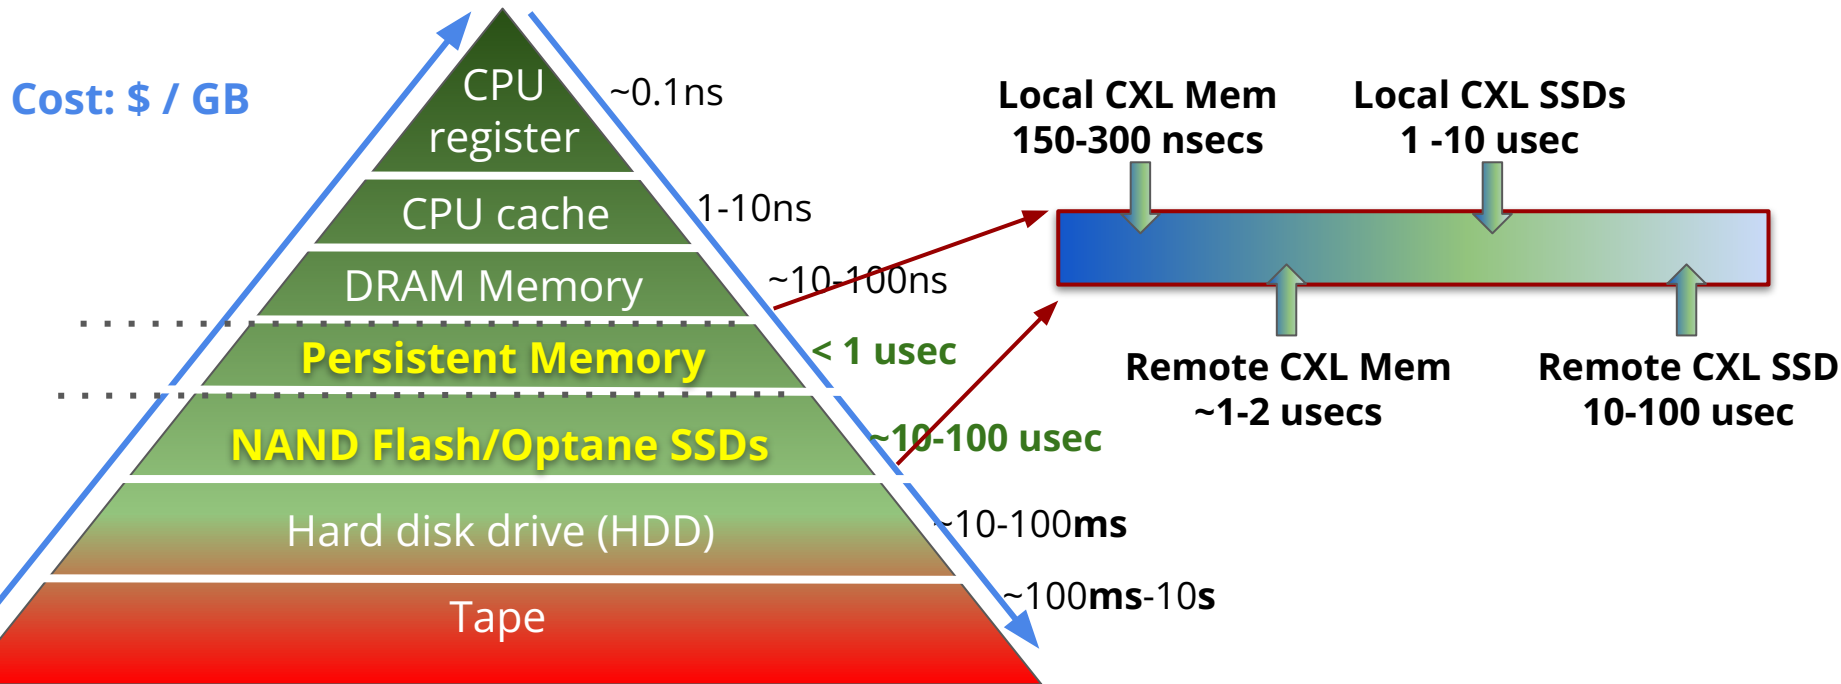 Cost: $ / GB
CPU
register
~0.1ns
CPU cache
1-10ns
DRAM Memory
~10-100ns
Persistent Memory
< 1 usec
NAND Flash/Optane SSDs
~10-100 usec
Hard disk drive (HDD)
~10-100ms
Tape
~100ms-10s
Local CXL Mem
150-300 nsecs
Local CXL SSDs
1 -10 usec
Remote CXL Mem
~1-2 usecs
Remote CXL SSD
10-100 usec